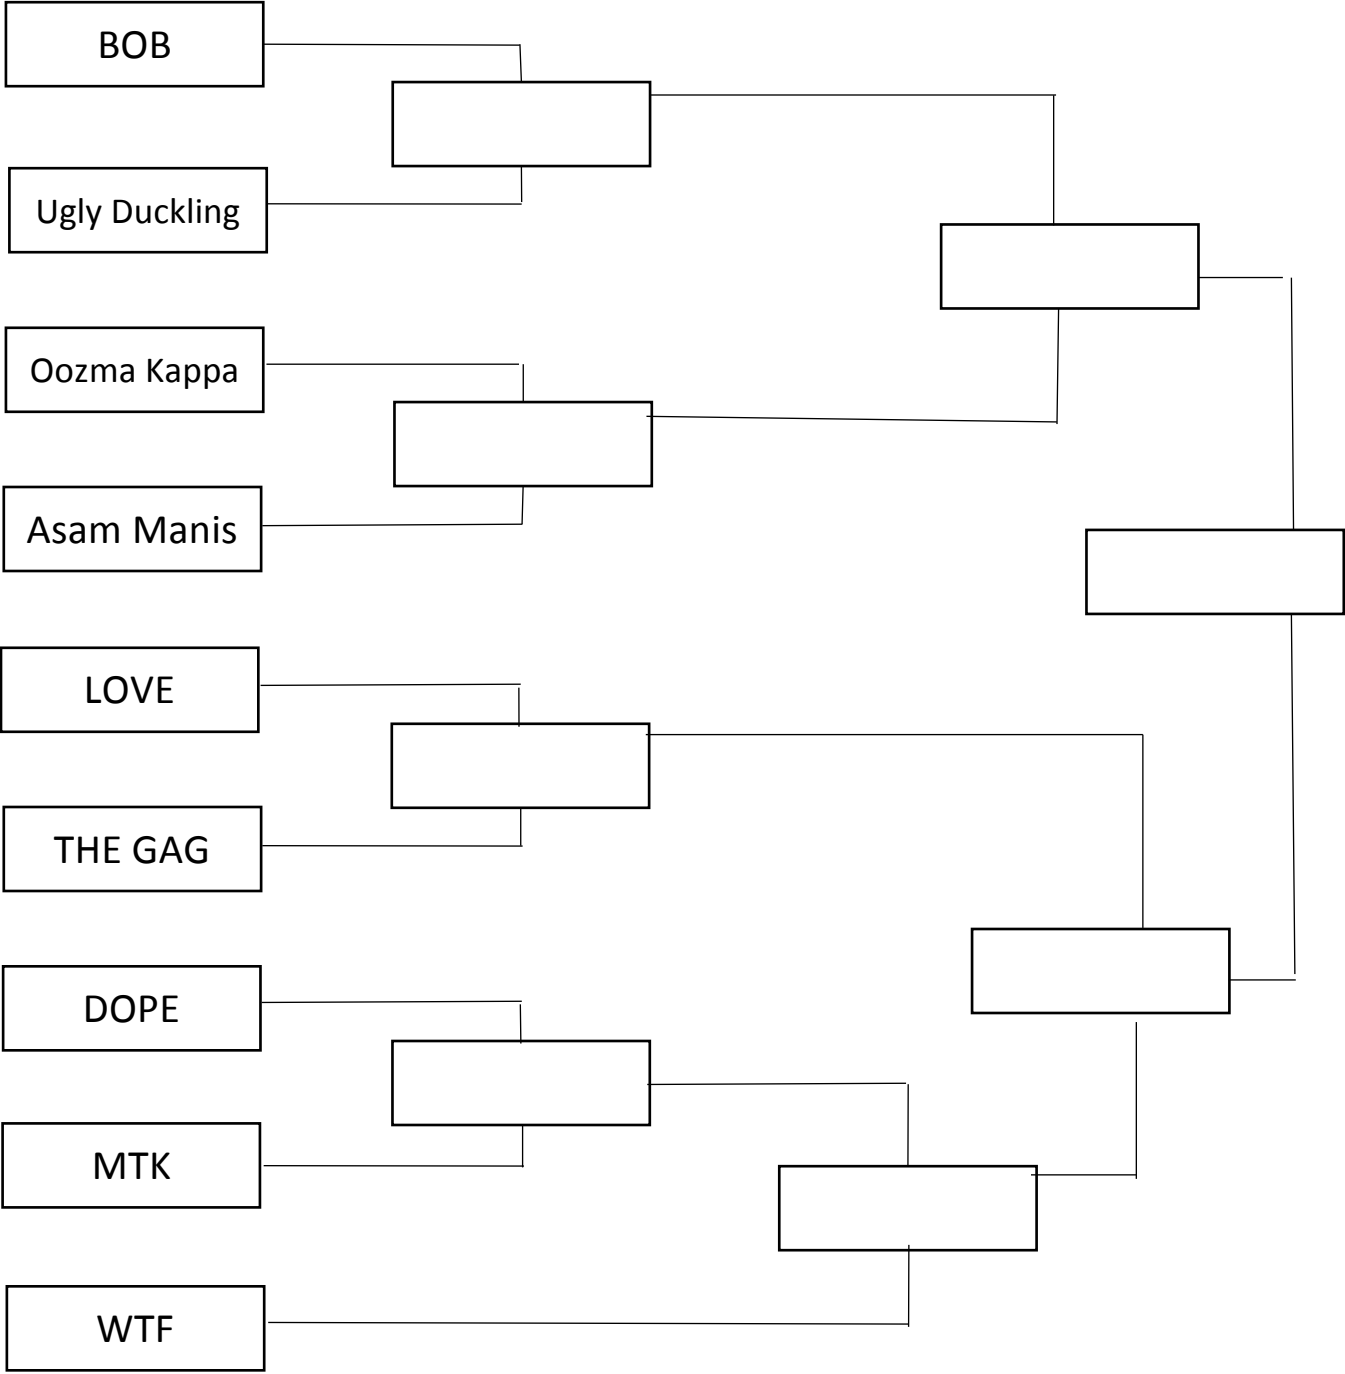 BOB
Ugly Duckling
Oozma Kappa
Asam Manis
LOVE
THE GAG
DOPE
MTK
WTF